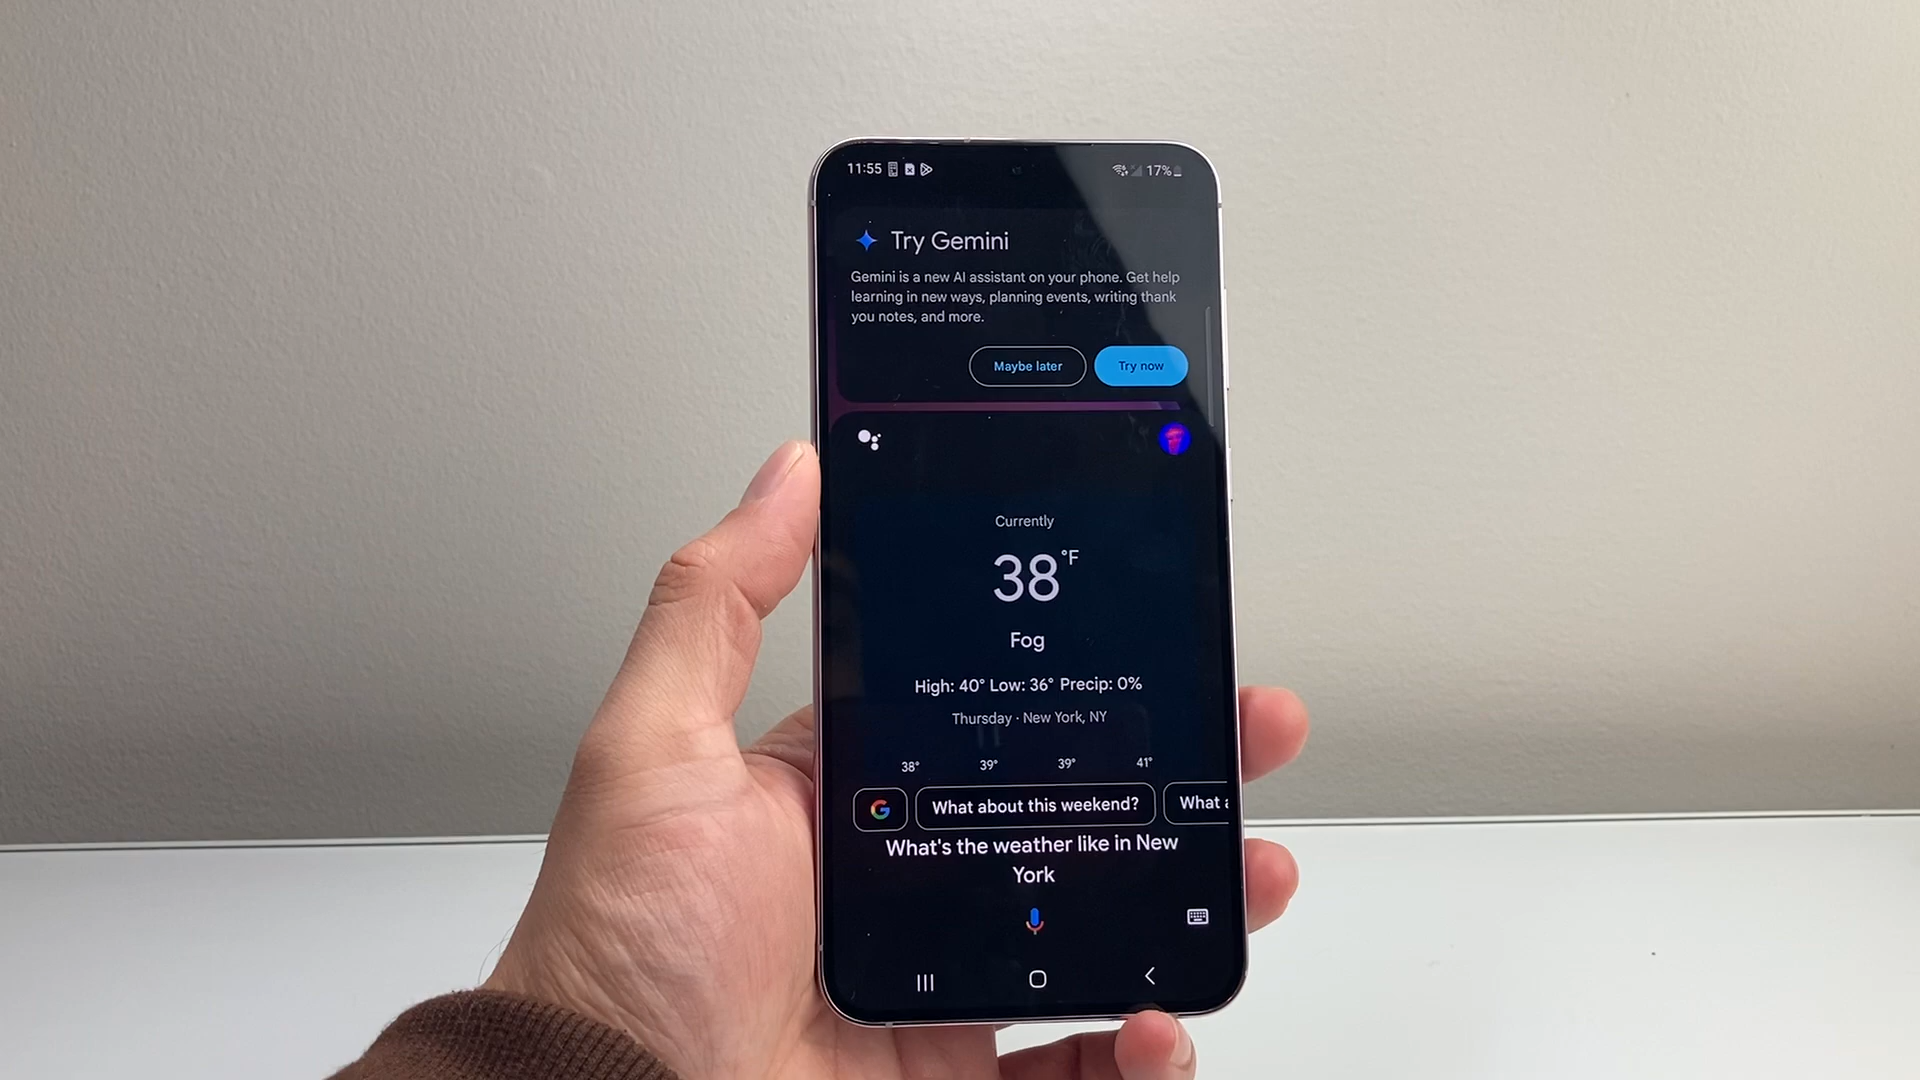 11:55
17%
Try Gemini
Gemini is a new AI assistant on your phone. Get help
learning in new ways, planning events, writing thank
you notes, and more.
Maybe later
Try now
Currently
38°F
Fog
High: 40° Low: 36° Precip: 0%
Thursday · New York, NY
38° 39° 39° 41°
G What about this weekend? What a
What's the weather like in New
York